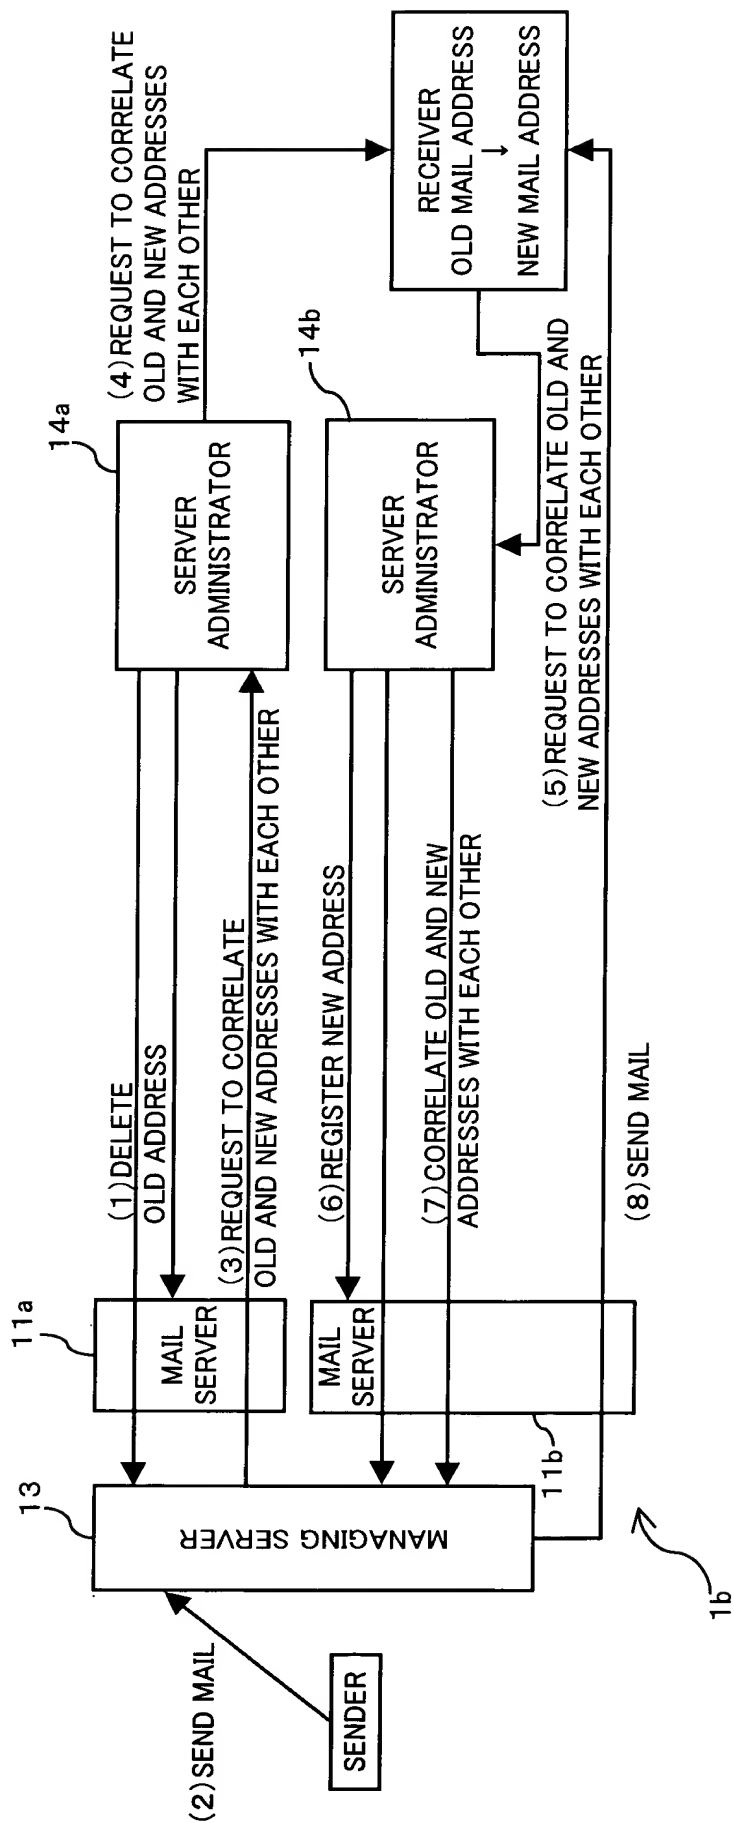 (2)SEND MAIL
SENDER
13
MANAGING SERVER
1b
11a
MAIL
SERVER
MAIL
SERVER
11b
(1)DELETE
OLD ADDRESS
(3)REQUEST TO CORRELATE
OLD AND NEW ADDRESSES WITH EACH OTHER
(6)REGISTER NEW ADDRESS
(7)CORRELATE OLD AND NEW
ADDRESSES WITH EACH OTHER
(8)SEND MAIL
14a
SERVER
ADMINISTRATOR
14b
SERVER
ADMINISTRATOR
(4)REQUEST TO CORRELATE
OLD AND NEW ADDRESSES
WITH EACH OTHER
(5)REQUEST TO CORRELATE OLD AND
NEW ADDRESSES WITH EACH OTHER
RECEIVER
OLD MAIL ADDRESS
↓
NEW MAIL ADDRESS